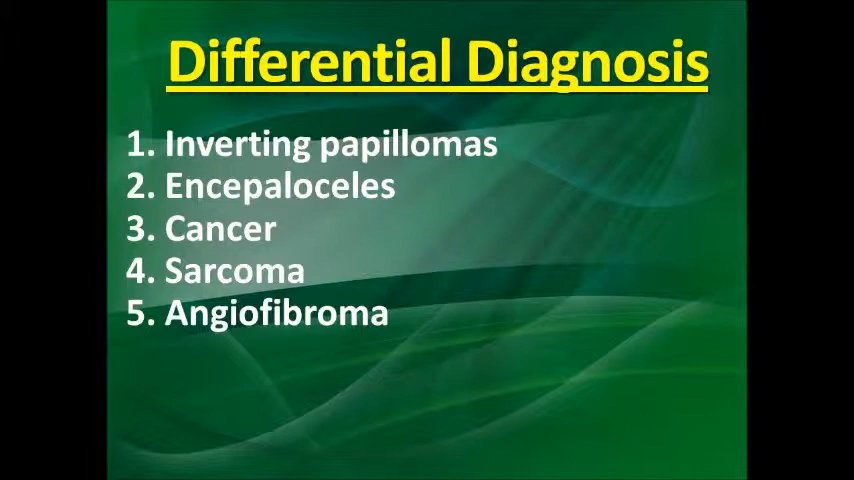 Differential Diagnosis
1. Inverting papillomas
2. Encepaloceles
3. Cancer
4. Sarcoma
5. Angiofibroma